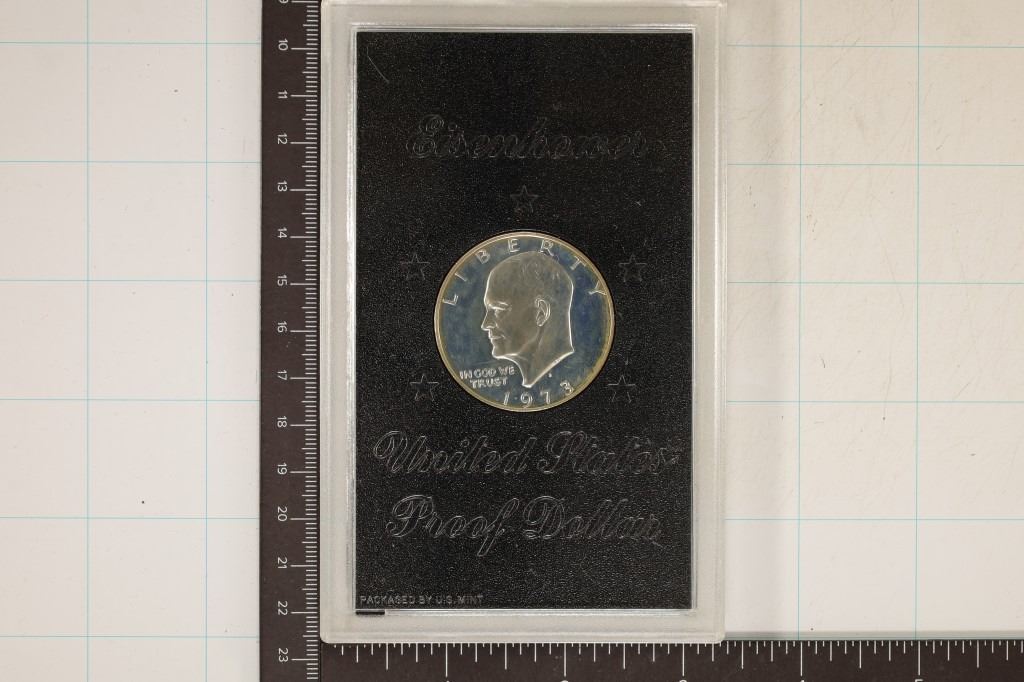 Eisenhower
LIBERTY
IN GOD WE
TRUST
1973
United States
Proof Dollar
PACKAGED BY U.S. MINT
10
11
12
13
14
15
16
17
18
19
20
21
22
23